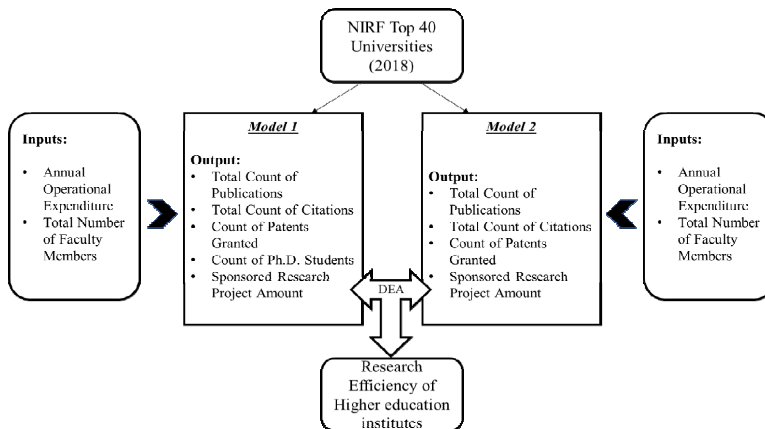 NIRF Top 40
Universities
(2018)
Inputs:
• Annual
Operational
Expenditure
• Total Number
of Faculty
Members
Model 1
Output:
• Total Count of
Publications
• Total Count of Citations
• Count of Patents
Granted
• Count of Ph.D. Students
• Sponsored Research
Project Amount
Model 2
Output:
• Total Count of
Publications
• Total Count of Citations
• Count of Patents
Granted
• Sponsored Research
Project Amount
Inputs:
• Annual
Operational
Expenditure
• Total Number
of Faculty
Members
DEA
Research
Efficiency of
Higher education
institutes